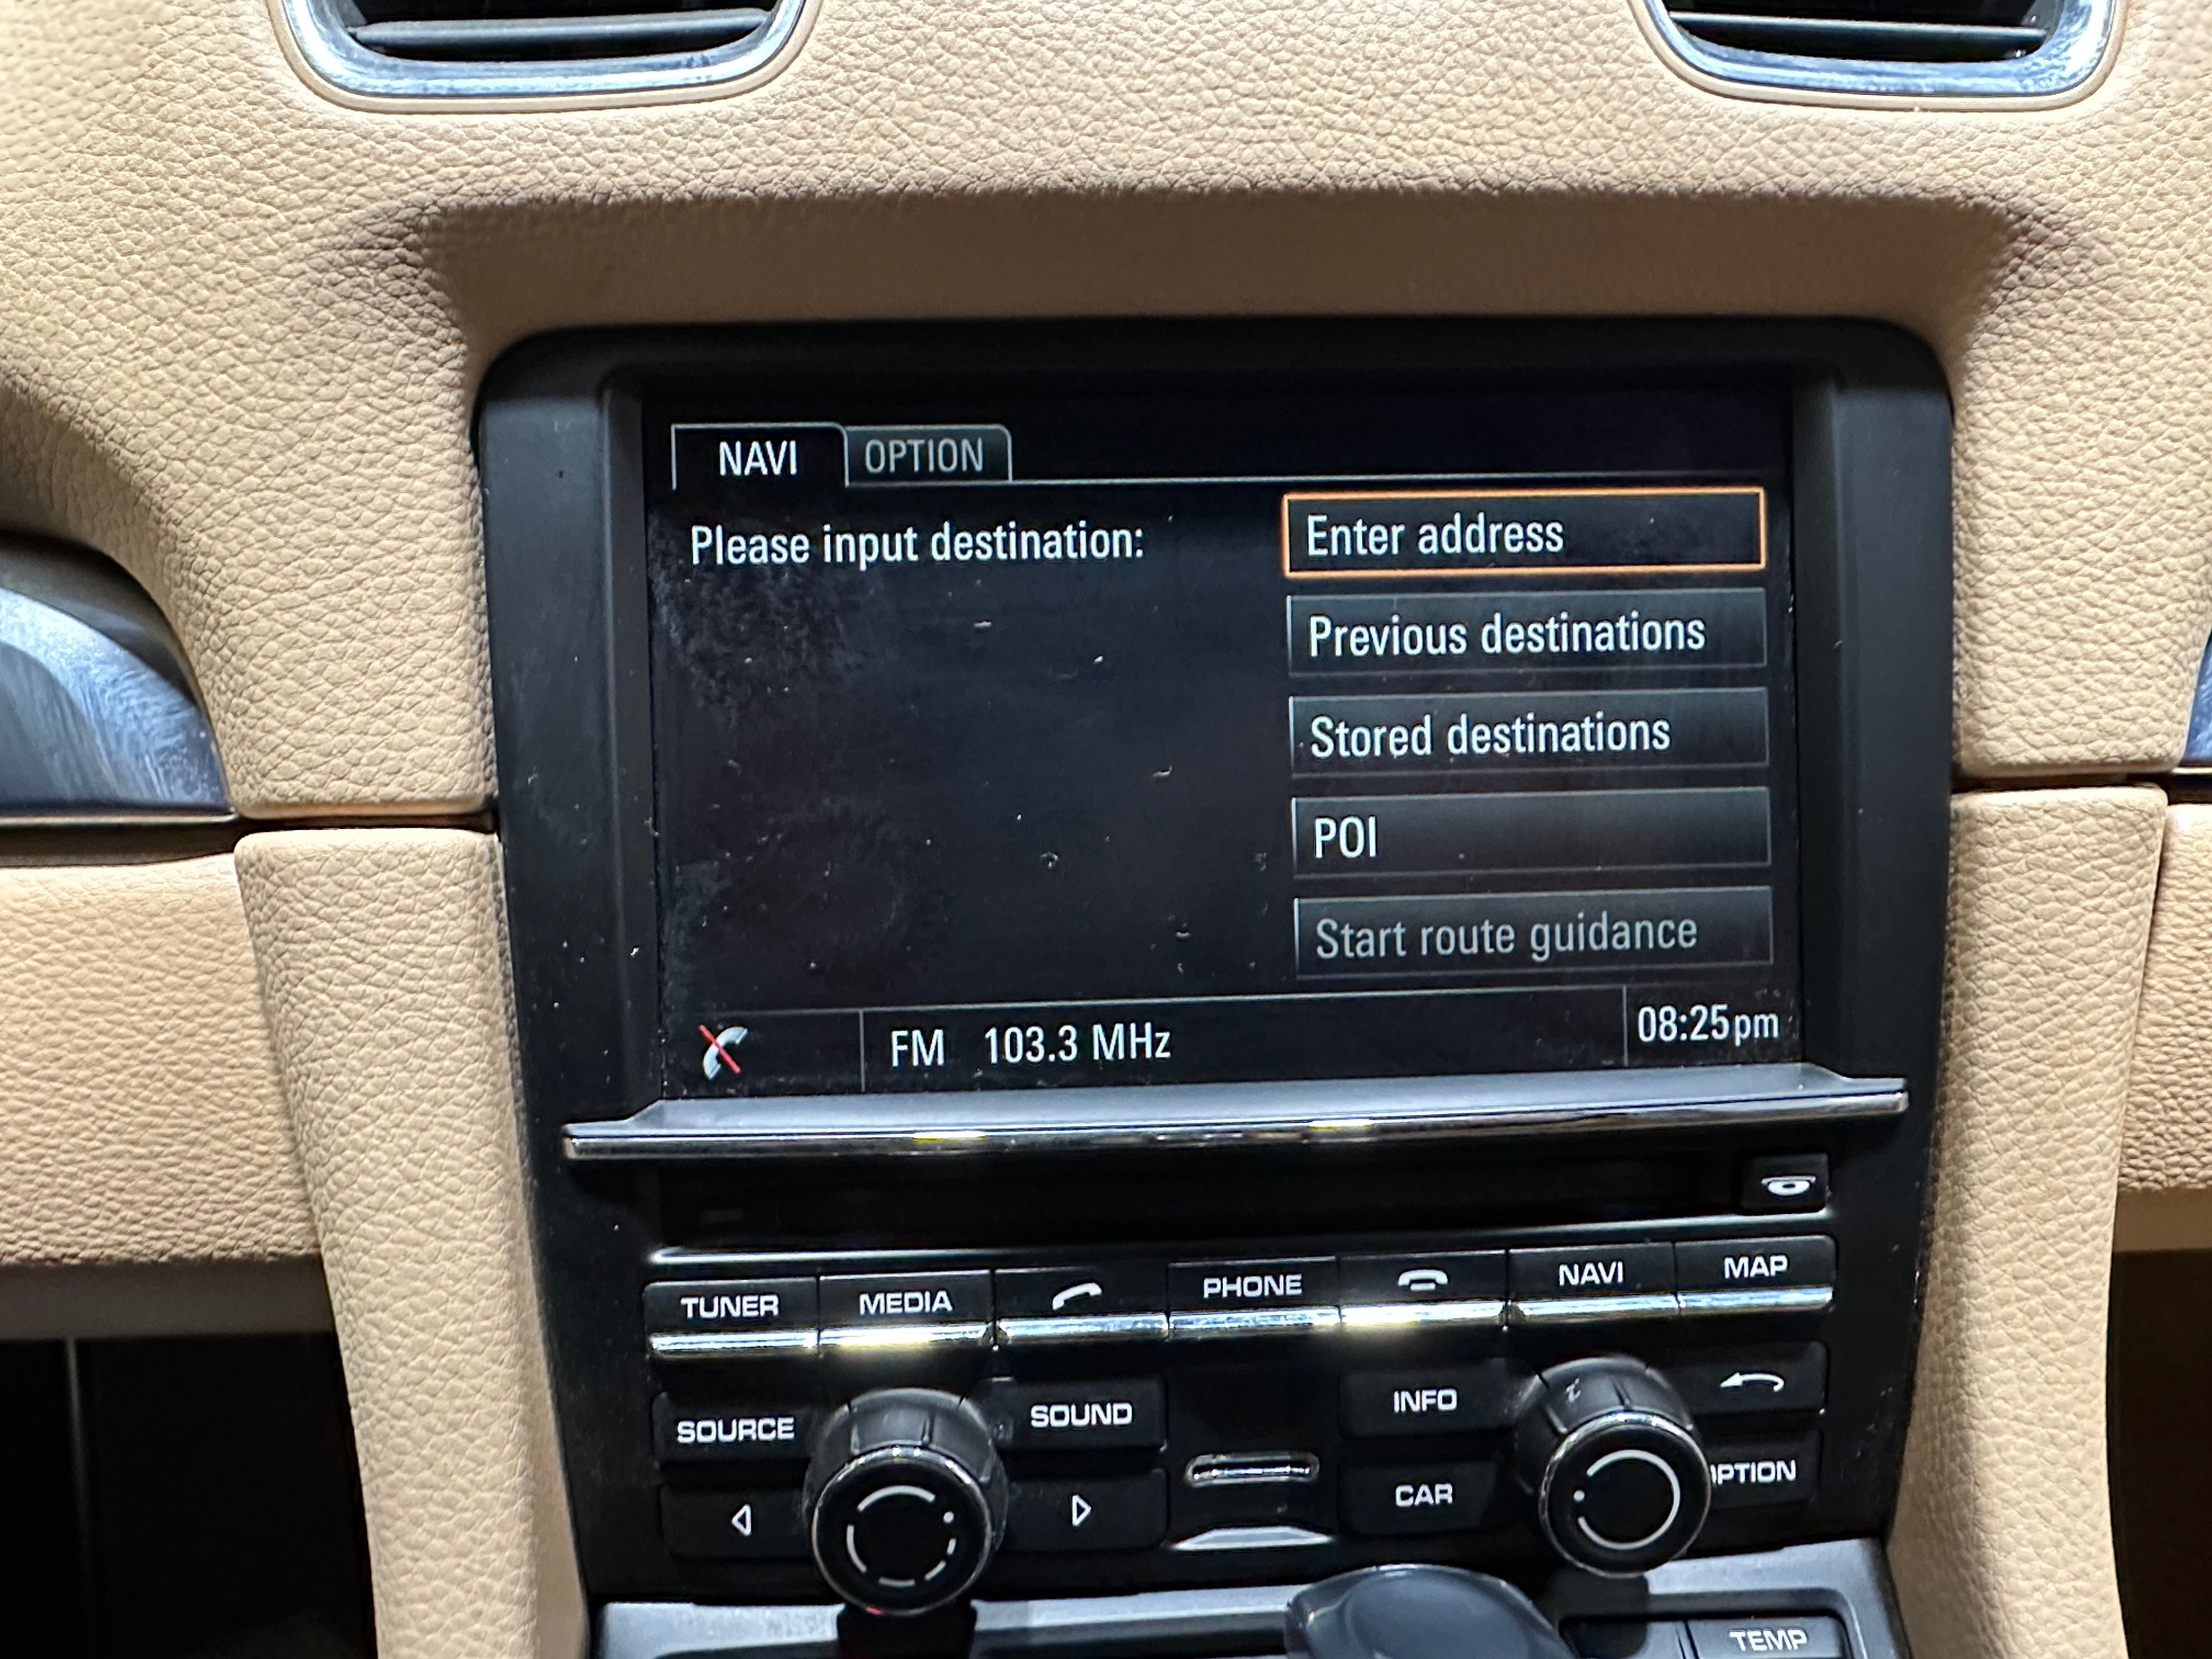 NAVI OPTION
Please input destination:
Enter address
Previous destinations
Stored destinations
POI
Start route guidance
FM 103.3 MHz
08:25pm
TUNER MEDIA PHONE NAVI MAP
SOURCE SOUND INFO
CAR PTION
TEMP